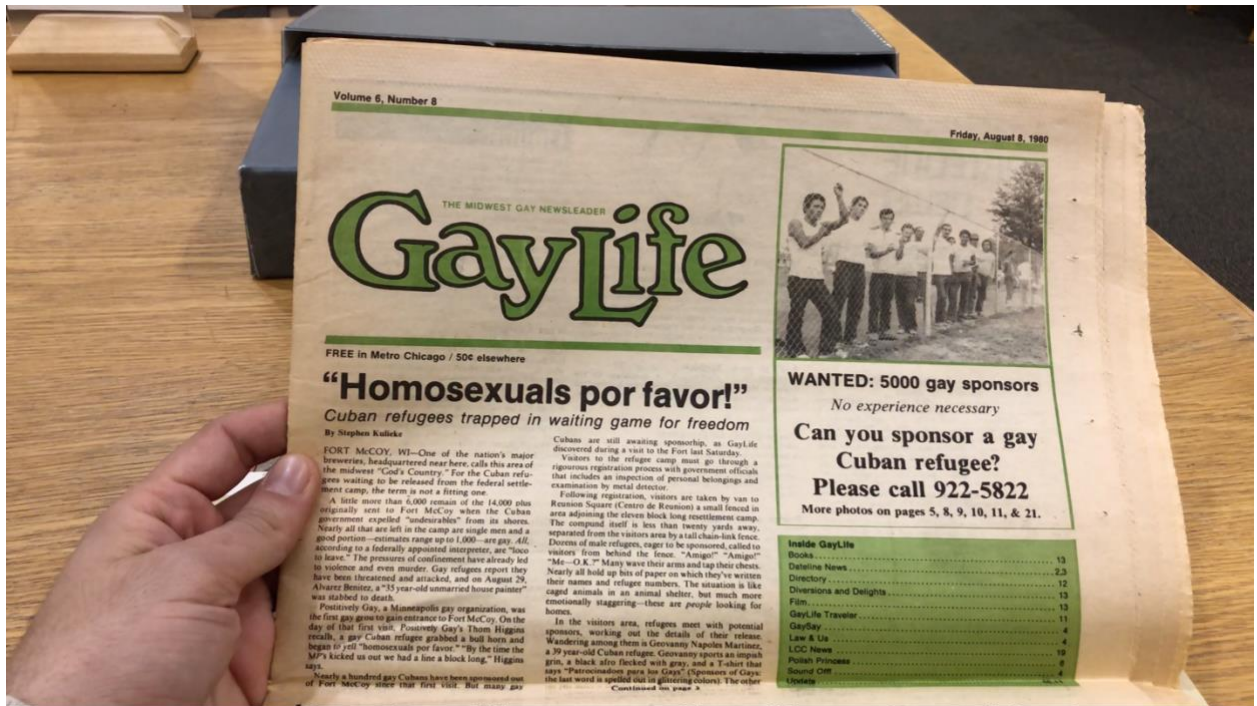 Volume 6, Number 8
Friday, August 8, 1980
THE MIDWEST GAY NEWSLEADER
GayLife
FREE in Metro Chicago / 50¢ elsewhere
"Homosexuals por favor!"
Cuban refugees trapped in waiting game for freedom
By Stephen Kulieke
FORT McCOY, WI—One of the nation's major
breweries, headquartered near here, calls this area of
the midwest "God's Country." For the Cuban refu-
gees waiting to be released from the federal settle-
ment camp, the term is not a fitting one.
A little more than 6,000 remain of the 14,000 plus
originally sent to Fort McCoy when the Cuban
government expelled "undesirables" from its shores.
Nearly all that are left in the camp are single men and a
good portion—estimates range up to 1,000—are gay. All,
according to a federally appointed interpreter, are "loco
to leave." The pressures of confinement have already led
to violence and even murder. Gay refugees report they
have been threatened and attacked, and on August 29,
Alvarez Benitez, a "35 year-old unmarried house painter"
was stabbed to death.
Positively Gay, a Minneapolis gay organization, was
the first gay grou to gain entrance to Fort McCoy. On the
day of that first visit, Positively Gay's Thom Higgins
recalls, a gay Cuban refugee grabbed a bull horn and
began to yell "homosexuals por favor." "By the time the
MP's kicked us out we had a line a block long," Higgins
says.
Nearly a hundred gay Cubans have been sponsored out
of Fort McCoy since that first visit. But many gay
Cubans are still awaiting sponsorhip, as GayLife
discovered during a visit to the Fort last Saturday.
Visitors to the refugee camp must go through a
rigourous registration process with government officials
that includes an inspection of personal belongings and
examination by metal detector.
Following registration, visitors are taken by van to
Reunion Square (Centro de Reunion) a small fenced in
area adjoining the eleven block long resettlement camp.
The compund itself is less than twenty yards away,
separated from the visitors area by a tall chain-link fence.
Dozens of male refugees, eager to be sponsored, called to
visitors from behind the fence. "Amigo!" "Amigo!"
"Me—O.K.?" Many wave their arms and tap their chests.
Nearly all hold up bits of paper on which they've written
their names and refugee numbers. The situation is like
caged animals in an animal shelter, but much more
emotionally staggering—these are people looking for
homes.
In the visitors area, refugees meet with potential
sponsors, working out the details of their release.
Wandering among them is Geovanny Napoles Martinez,
a 39 year-old Cuban refugee. Geovanny sports an impish
grin, a black afro flecked with gray, and a T-shirt that
says "Patrocinadors para los Gays" (Sponsors of Gays:
the last word is spelled out in glittering colors). The other
Continued on page 3
WANTED: 5000 gay sponsors
No experience necessary
Can you sponsor a gay
Cuban refugee?
Please call 922-5822
More photos on pages 5, 8, 9, 10, 11, & 21.
Inside GayLife
Books 13
Dateline News 2,3
Directory 12
Diversions and Delights 13
Film 13
GayLife Traveler 11
GaySay 4
Law & Us 4
LCC News 19
Polish Princess 8
Sound Off!
Update